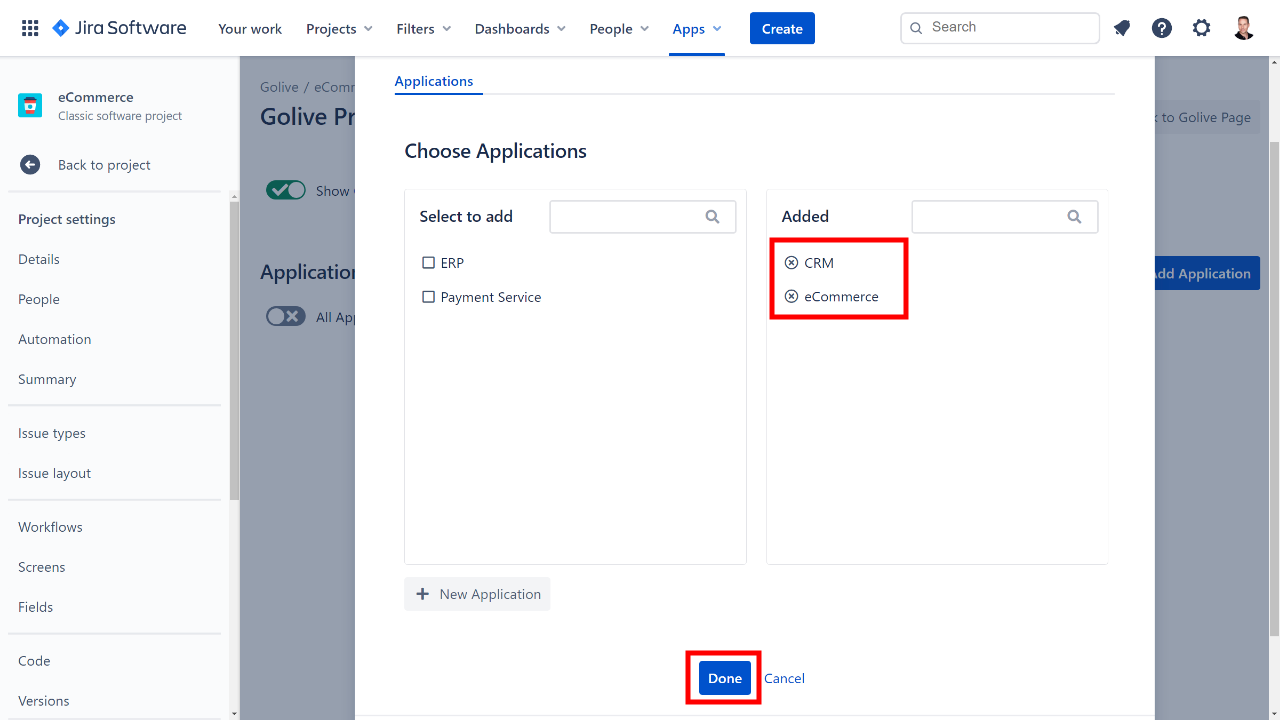 Jira Software
Your work
Projects
Filters
Dashboards
People
Apps
Create
Search
eCommerce
Classic software project
Back to project
Project settings
Details
People
Automation
Summary
Issue types
Issue layout
Workflows
Screens
Fields
Code
Versions
Golive / eComm
Golive Pr
to Golive Page
Show
Application
Add Application
All App
Applications
Choose Applications
Select to add
ERP
Payment Service
Added
CRM
eCommerce
New Application
Done
Cancel